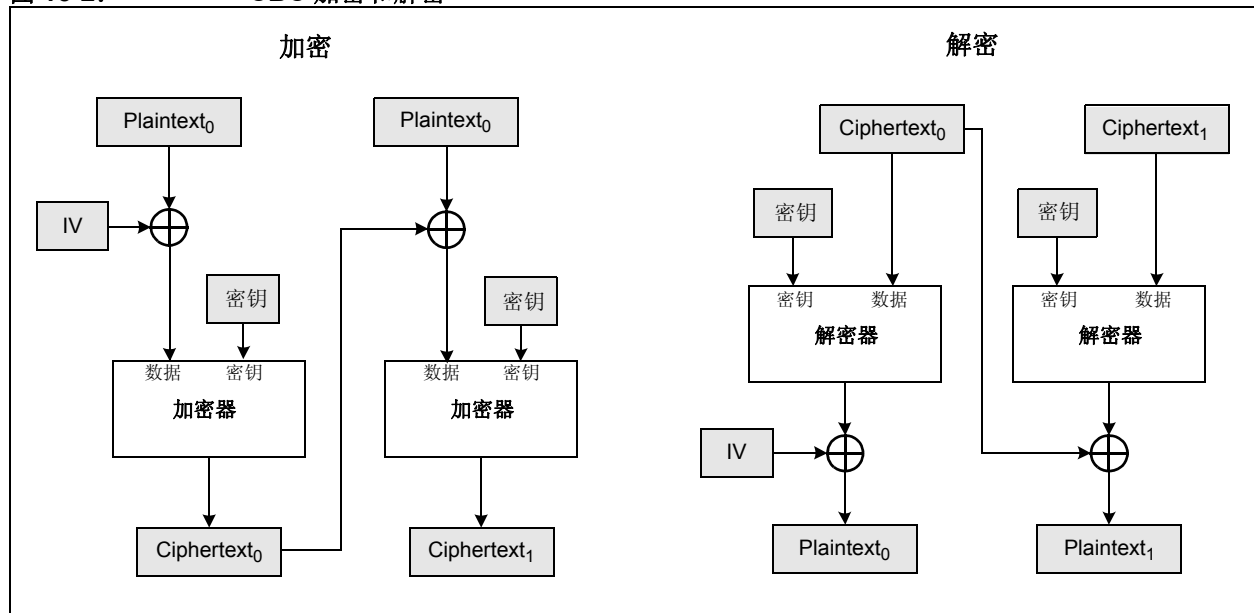 加密
解密
Plaintext0
Plaintext0
IV
密钥
密钥
数据 密钥
加密器
数据 密钥
加密器
Ciphertext0
Ciphertext1
Ciphertext0
Ciphertext1
密钥
密钥
密钥 数据
解密器
密钥 数据
解密器
IV
Plaintext0
Plaintext1